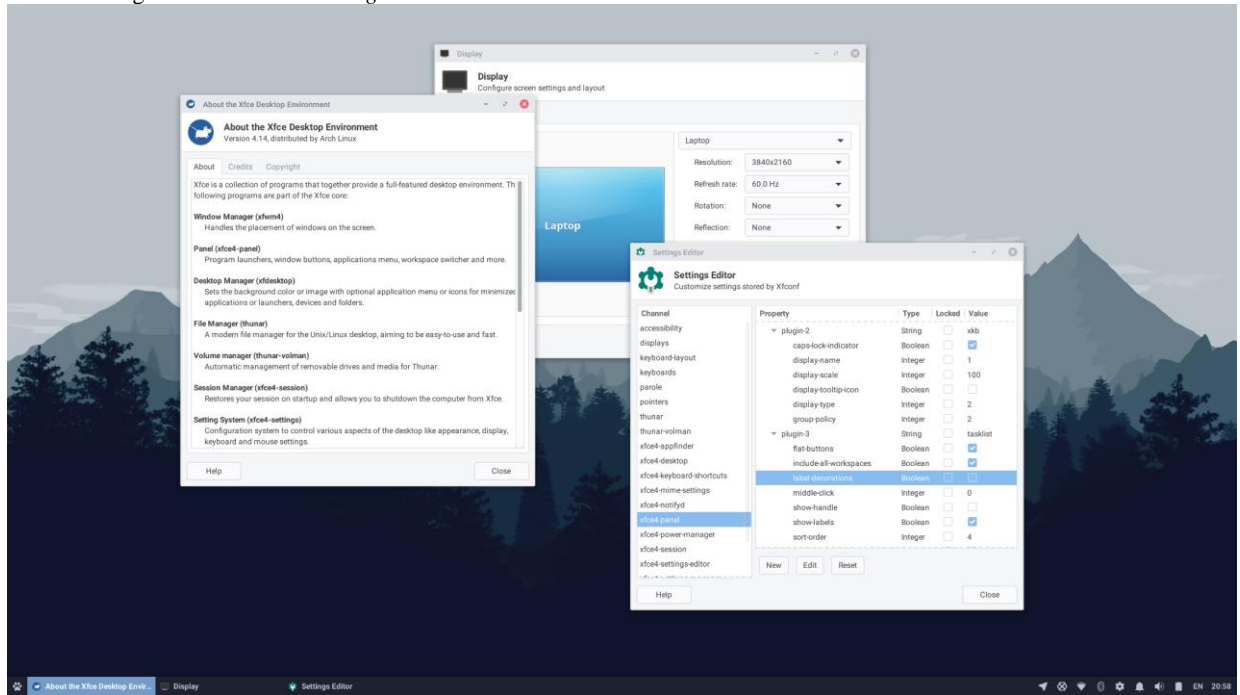 Display
Display
Configure screen settings and layout
About the Xfce Desktop Environment
About the Xfce Desktop Environment
Version 4.14, distributed by Arch Linux
Laptop
About Credits Copyright
Resolution: 3840x2160
Xfce is a collection of programs that together provide a full-featured desktop environment. Th
following programs are part of the Xfce core:
Refresh rate: 60.0 Hz
Rotation: None
Window Manager (xfwm4)
Handles the placement of windows on the screen.
Laptop
Reflection: None
Panel (xfce4-panel)
Program launchers, window buttons, applications menu, workspace switcher and more.
Desktop Manager (xfdesktop)
Sets the background color or image with optional application menu or icons for minimized
applications or launchers, devices and folders.
File Manager (thunar)
A modern file manager for the Unix/Linux desktop, aiming to be easy-to-use and fast.
Volume manager (thunar-volman)
Automatic management of removable drives and media for Thunar.
Session Manager (xfce4-session)
Restores your session on startup and allows you to shutdown the computer from Xfce.
Setting System (xfce4-settings)
Configuration system to control various aspects of the desktop like appearance, display,
keyboard and mouse settings.
Help Close
Settings Editor
Settings Editor
Customize settings stored by Xfconf
Channel
accessibility
displays
keyboard-layout
keyboards
parole
pointers
thunar
thunar-volman
xfce4-appfinder
xfce4-desktop
xfce4-keyboard-shortcuts
xfce4-mime-settings
xfce4-notifyd
xfce4-panel
xfce4-power-manager
xfce4-session
xfce4-settings-editor
Property Type Locked Value
plugin-2 String xkb
caps-lock-indicator Boolean
display-name Integer 1
display-scale Integer 100
display-tooltip-icon Boolean
display-type Integer 2
group-policy Integer 2
plugin-3 String tasklist
flat-buttons Boolean
include-all-workspaces Boolean
label-decorations Boolean
middle-click Integer 0
show-handle Boolean
show-labels Boolean
sort-order Integer 4
New Edit Reset
Help Close
About the Xfce Desktop Envir... Display Settings Editor EN 20:58